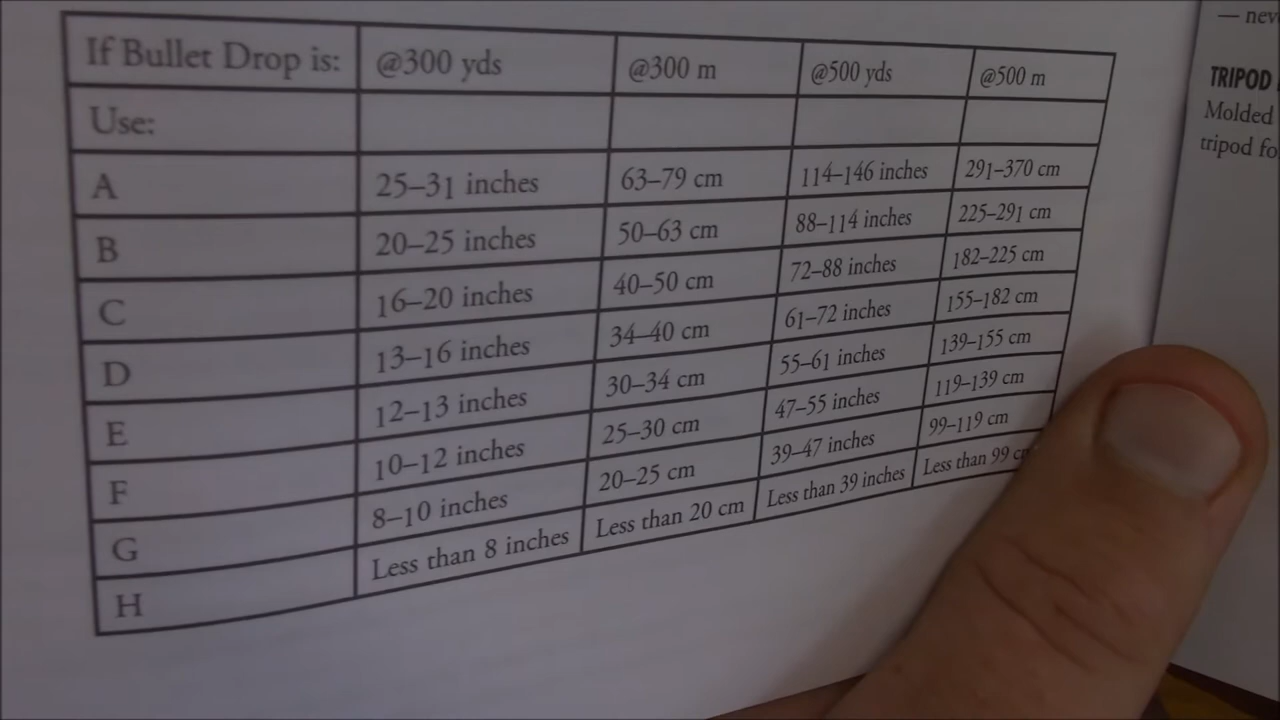 If Bullet Drop is: @300 yds @300 m @500 yds @500 m
Use:
A 25–31 inches 63–79 cm 114–146 inches 291–370 cm
B 20–25 inches 50–63 cm 88–114 inches 225–291 cm
C 16–20 inches 40–50 cm 72–88 inches 182–225 cm
D 13–16 inches 34–40 cm 61–72 inches 155–182 cm
E 12–13 inches 30–34 cm 55–61 inches 139–155 cm
F 10–12 inches 25–30 cm 47–55 inches 119–139 cm
G 8–10 inches 20–25 cm 39–47 inches 99–119 cm
H Less than 8 inches Less than 20 cm Less than 39 inches Less than 99
—
TRIPOD
Molded
tripod